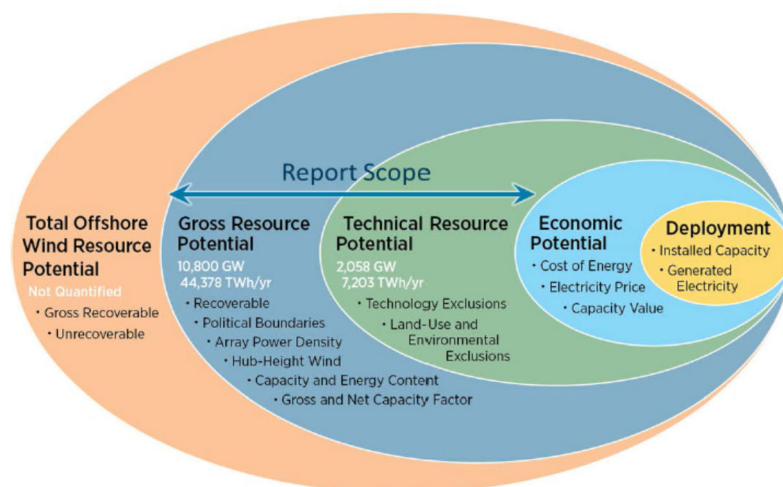 Report Scope
Total Offshore
Wind Resource
Potential
Not Quantified
• Gross Recoverable
• Unrecoverable
Gross Resource
Potential
10,800 GW
44,378 TWh/yr
• Recoverable
• Political Boundaries
• Array Power Density
• Hub-Height Wind
• Capacity and Energy Content
• Gross and Net Capacity Factor
Technical Resource
Potential
2,058 GW
7,203 TWh/yr
• Technology Exclusions
• Land-Use and
Environmental
Exclusions
Economic
Potential
• Cost of Energy
• Electricity Price
• Capacity Value
Deployment
• Installed Capacity
• Generated
Electricity